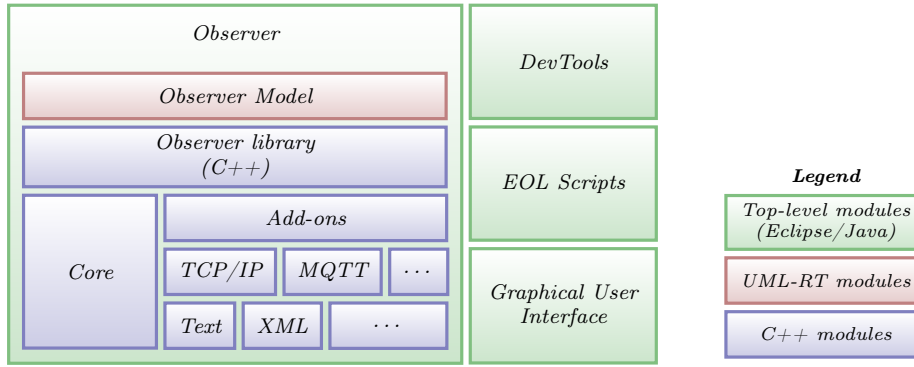 Observer
Observer Model
Observer library
(C++)
Core
Add-ons
TCP/IP
MQTT
···
Text
XML
···
DevTools
EOL Scripts
Graphical User
Interface
Legend
Top-level modules
(Eclipse/Java)
UML-RT modules
C++ modules